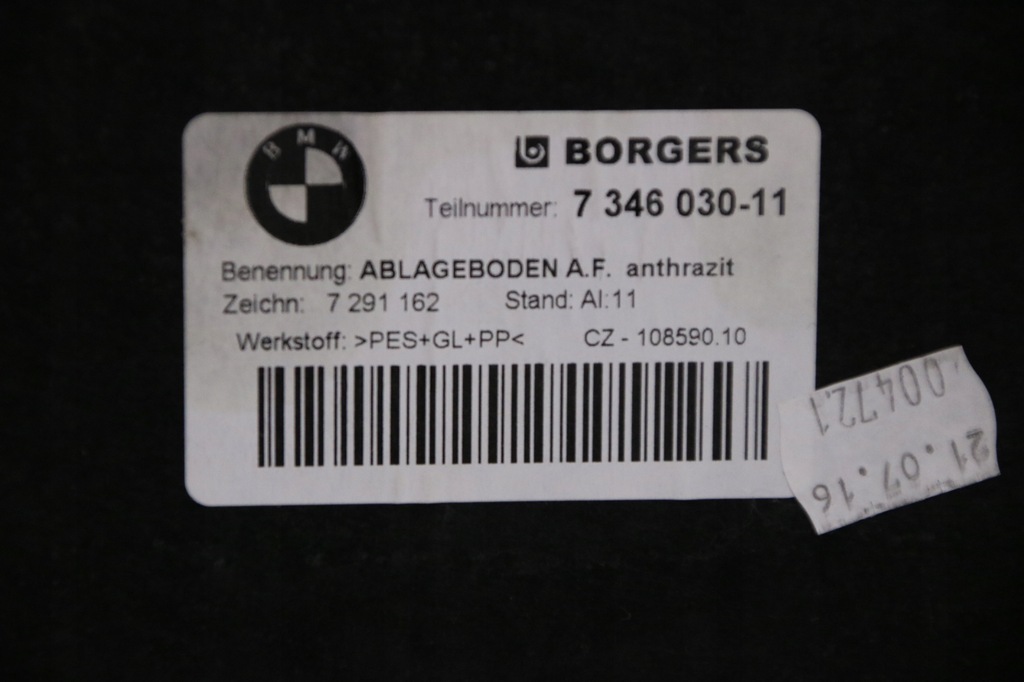 BMW
BORGERS
Teilnummer: 7 346 030-11
Benennung: ABLAGEBODEN A.F. anthrazit
Zeichn: 7 291 162 Stand: AI:11
Werkstoff: >PES+GL+PP< CZ - 108590.10
21.07.16
004721